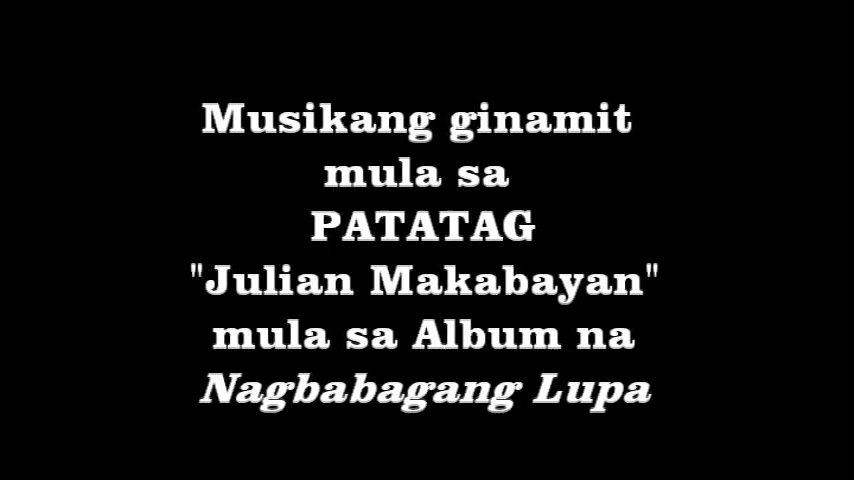 Musikang ginamit
mula sa
PATATAG
"Julian Makabayan"
mula sa Album na
Nagbabagang Lupa